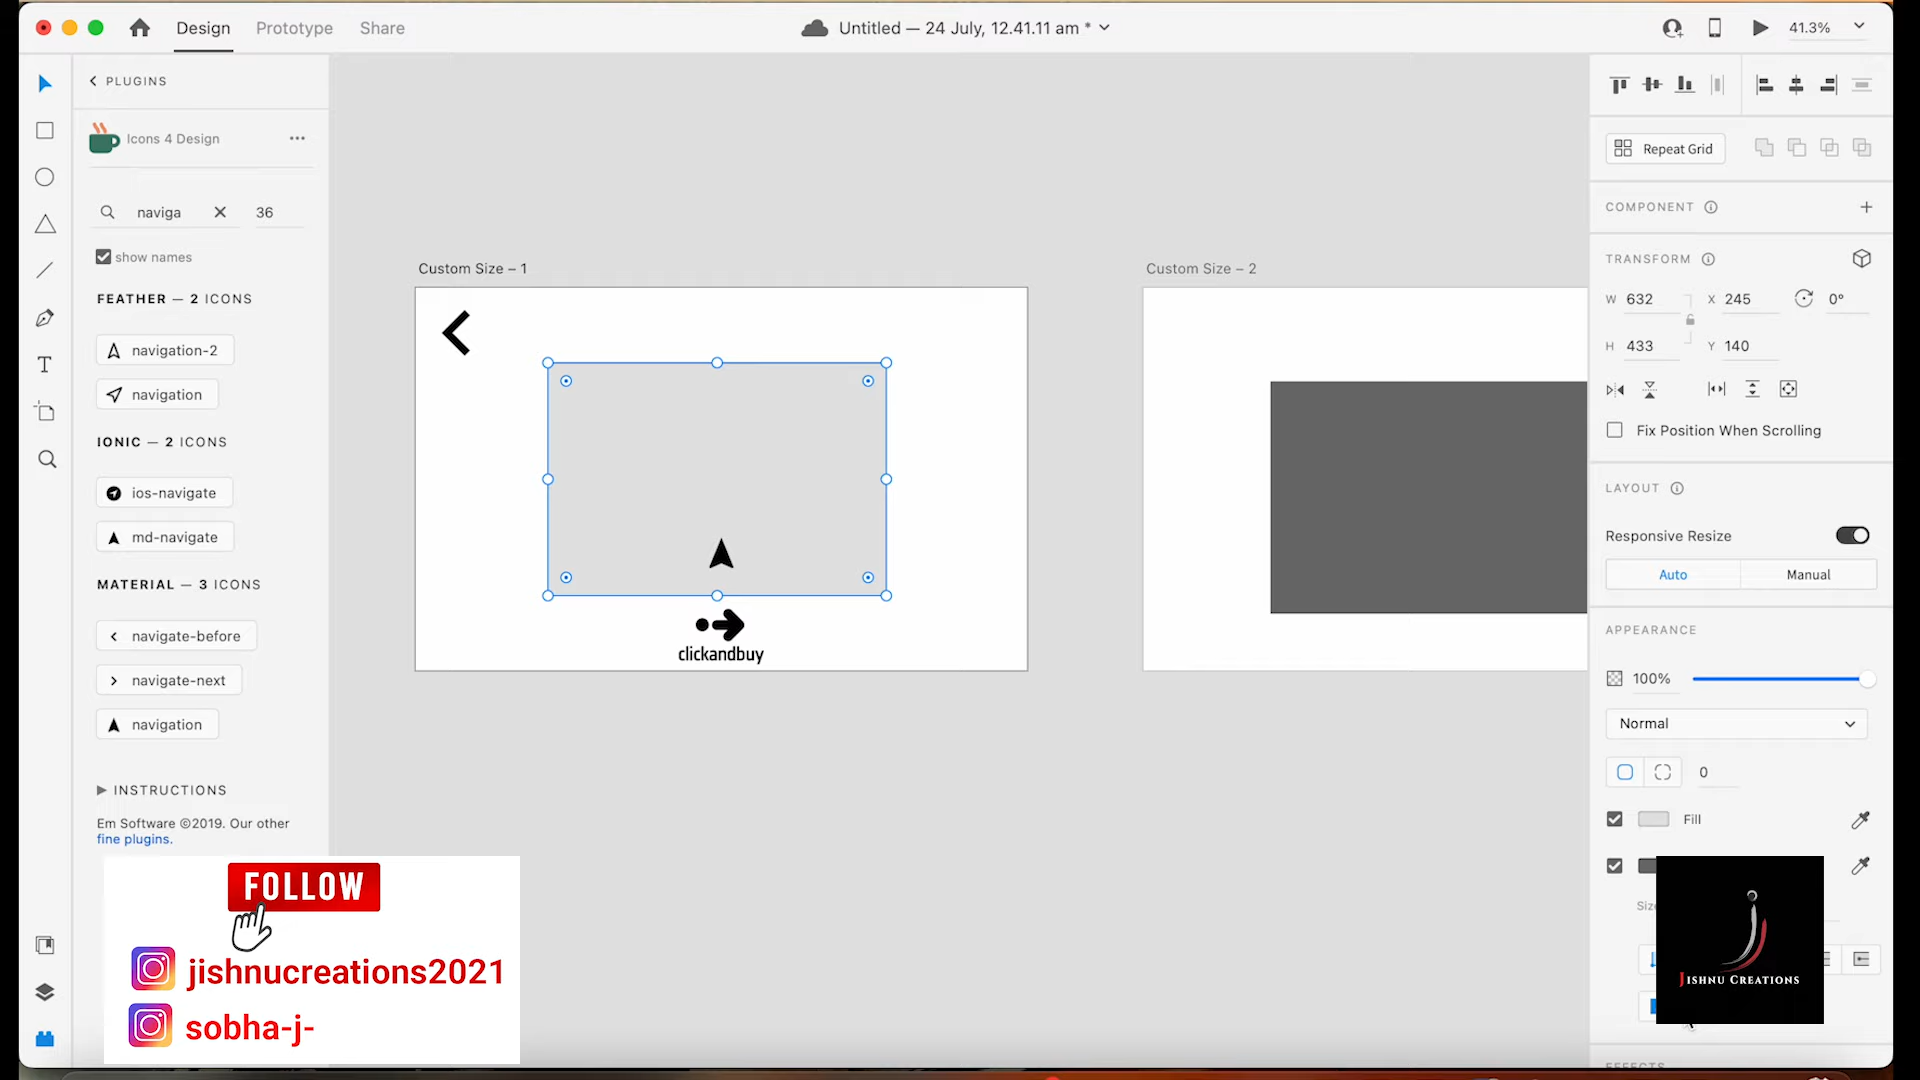 Design Prototype Share
Untitled — 24 July, 12.41.11 am *
41.3%
PLUGINS
Icons 4 Design
naviga
36
show names
FEATHER — 2 ICONS
navigation-2
navigation
IONIC — 2 ICONS
ios-navigate
md-navigate
MATERIAL — 3 ICONS
navigate-before
navigate-next
navigation
INSTRUCTIONS
Em Software ©2019. Our other
fine plugins.
FOLLOW
jishnucreations2021
sobha-j-
Custom Size – 1
clickandbuy
Custom Size – 2
Repeat Grid
COMPONENT
TRANSFORM
W 632 X 245 0°
H 433 Y 140
Fix Position When Scrolling
LAYOUT
Responsive Resize
Auto Manual
APPEARANCE
100%
Normal
0
Fill
JISHNU CREATIONS